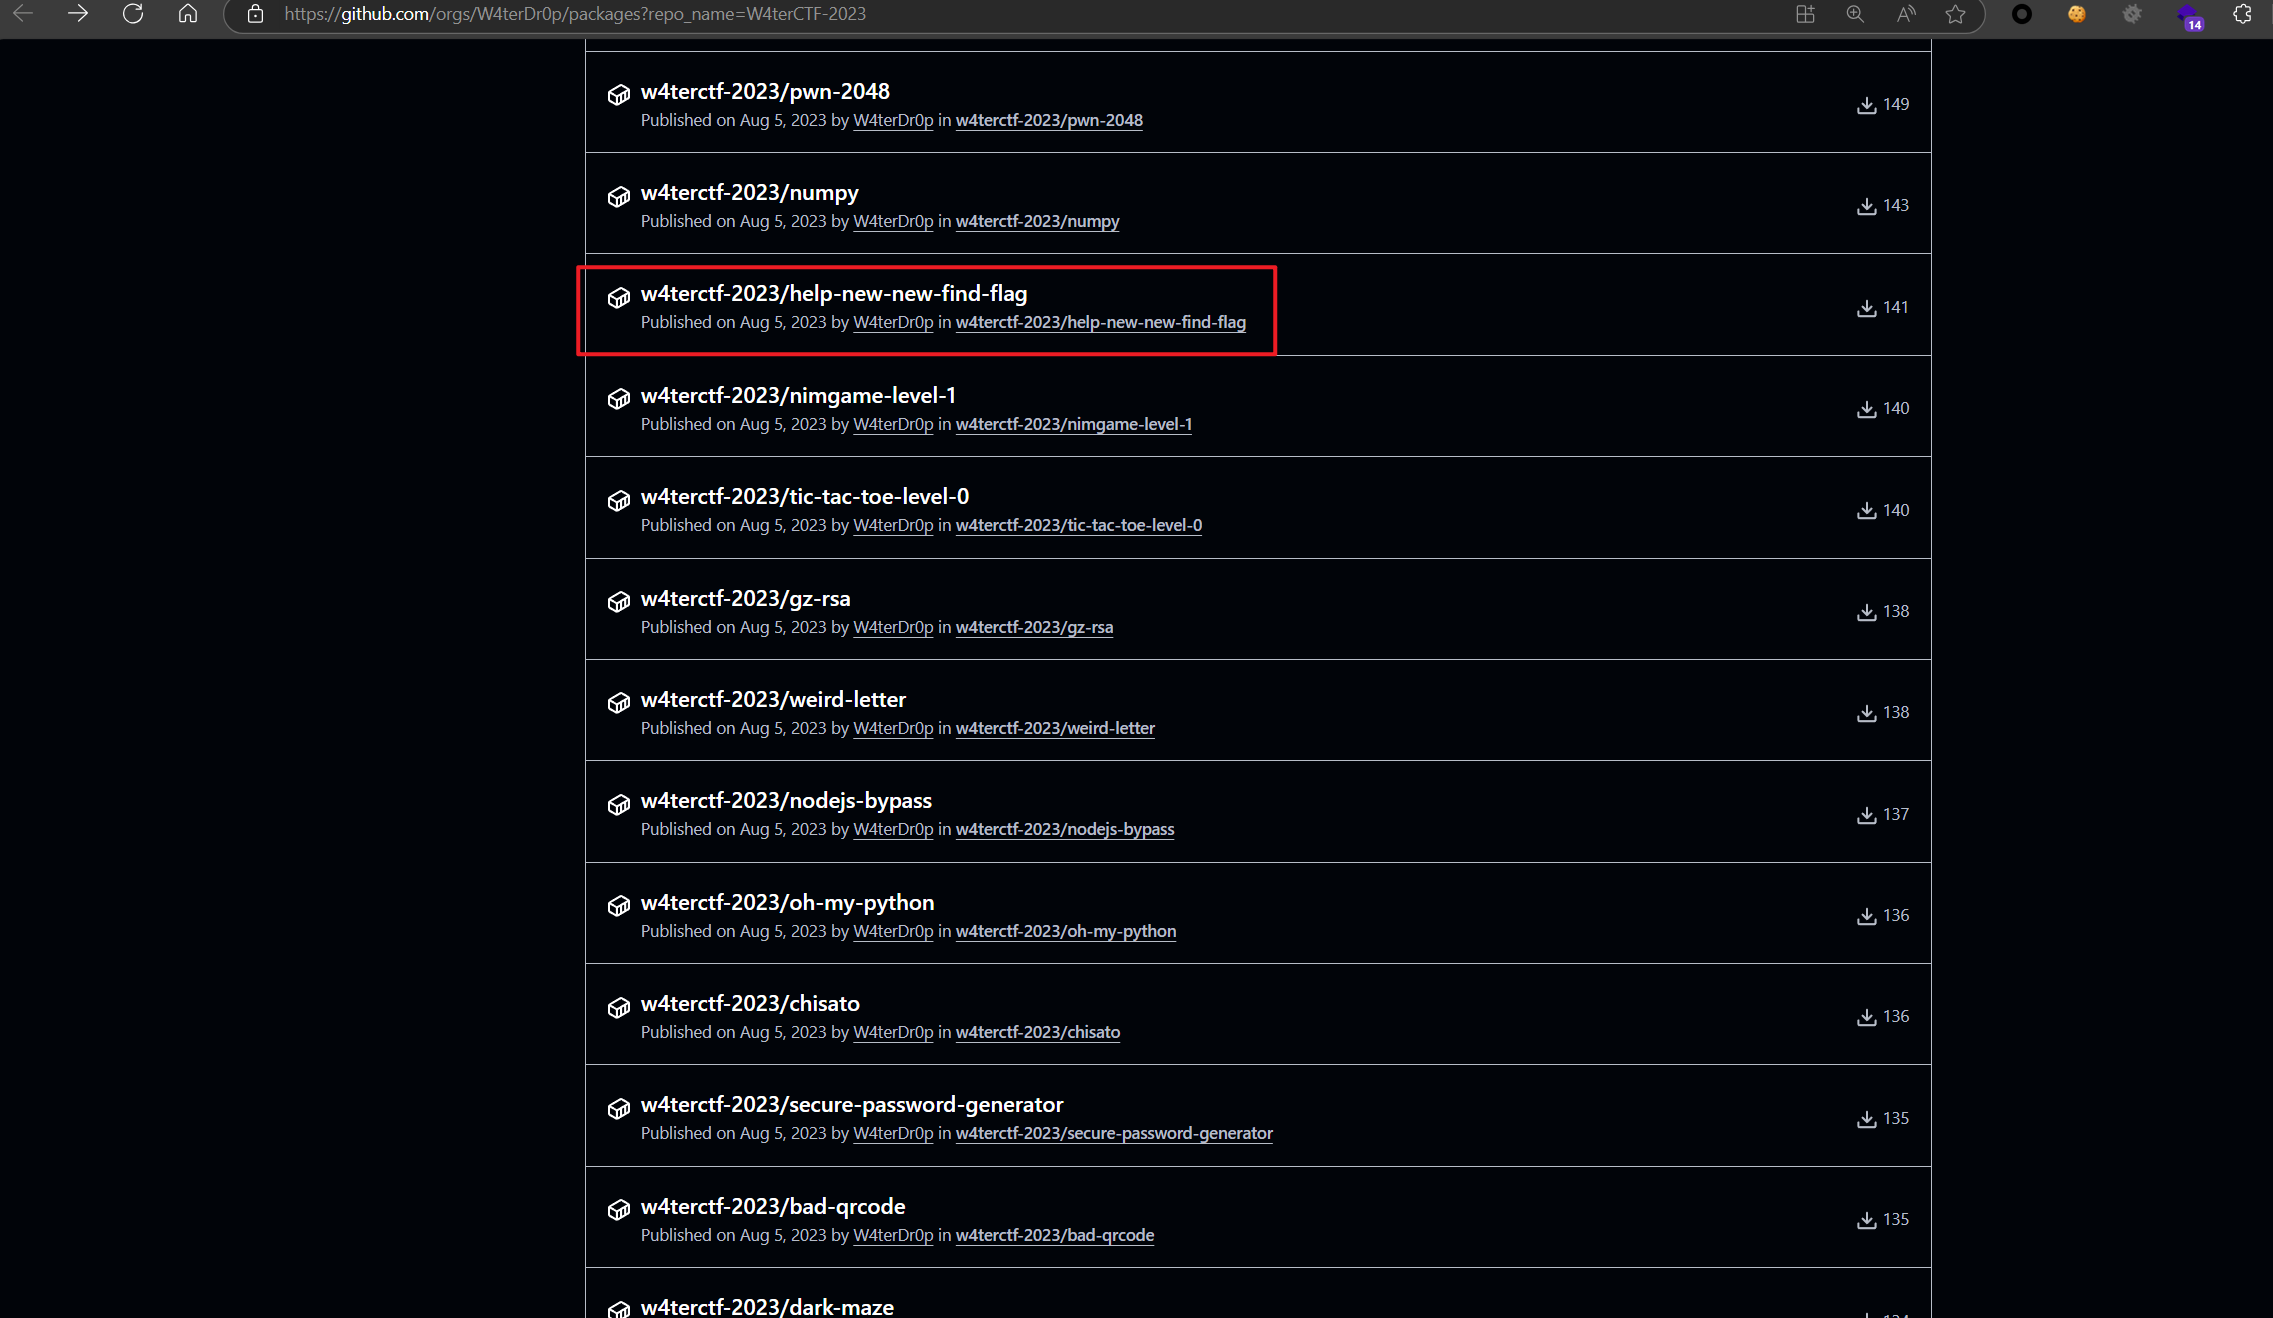 https://github.com/orgs/W4terDr0p/packages?repo_name=W4terCTF-2023
14
w4terctf-2023/pwn-2048
149
Published on Aug 5, 2023 by W4terDr0p in w4terctf-2023/pwn-2048
w4terctf-2023/numpy
143
Published on Aug 5, 2023 by W4terDr0p in w4terctf-2023/numpy
w4terctf-2023/help-new-new-find-flag
141
Published on Aug 5, 2023 by W4terDr0p in w4terctf-2023/help-new-new-find-flag
w4terctf-2023/nimgame-level-1
140
Published on Aug 5, 2023 by W4terDr0p in w4terctf-2023/nimgame-level-1
w4terctf-2023/tic-tac-toe-level-0
140
Published on Aug 5, 2023 by W4terDr0p in w4terctf-2023/tic-tac-toe-level-0
w4terctf-2023/gz-rsa
138
Published on Aug 5, 2023 by W4terDr0p in w4terctf-2023/gz-rsa
w4terctf-2023/weird-letter
138
Published on Aug 5, 2023 by W4terDr0p in w4terctf-2023/weird-letter
w4terctf-2023/nodejs-bypass
137
Published on Aug 5, 2023 by W4terDr0p in w4terctf-2023/nodejs-bypass
w4terctf-2023/oh-my-python
136
Published on Aug 5, 2023 by W4terDr0p in w4terctf-2023/oh-my-python
w4terctf-2023/chisato
136
Published on Aug 5, 2023 by W4terDr0p in w4terctf-2023/chisato
w4terctf-2023/secure-password-generator
135
Published on Aug 5, 2023 by W4terDr0p in w4terctf-2023/secure-password-generator
w4terctf-2023/bad-qrcode
135
Published on Aug 5, 2023 by W4terDr0p in w4terctf-2023/bad-qrcode
w4terctf-2023/dark-maze